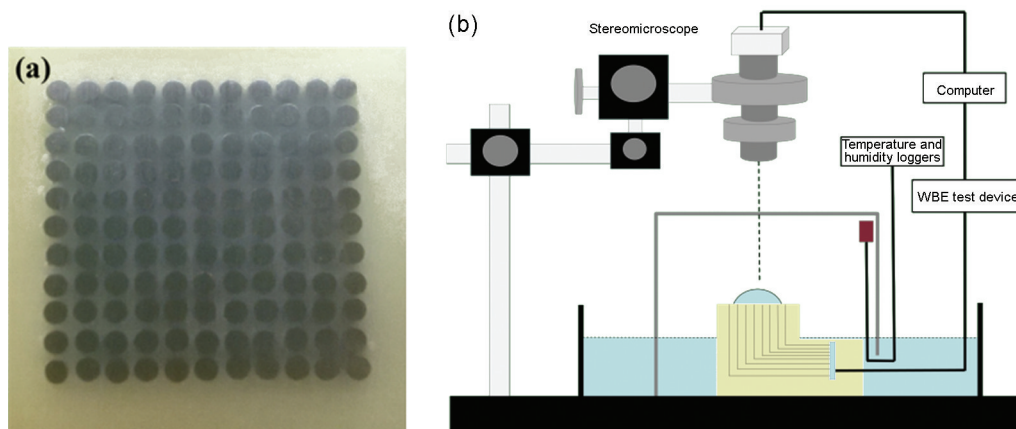 (a)
(b)
Stereomicroscope
Computer
Temperature and
humidity loggers
WBE test device